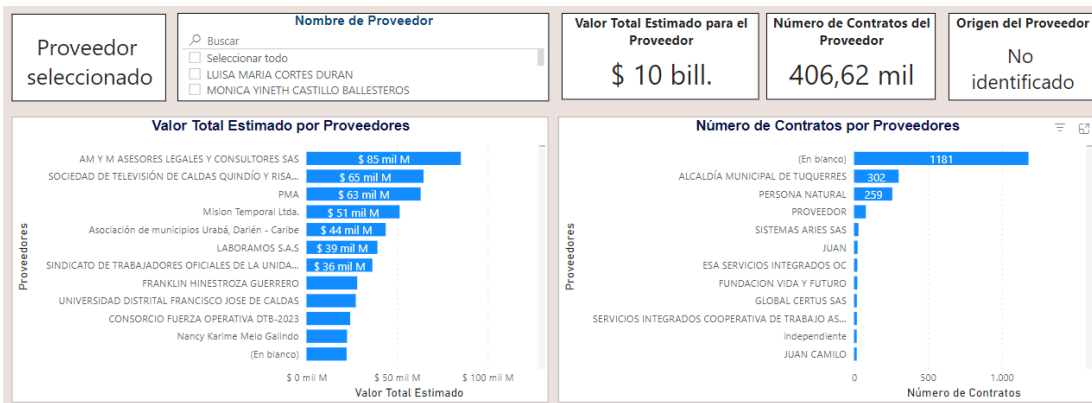 Proveedor
seleccionado
Nombre de Proveedor
Buscar
Seleccionar todo
LUISA MARIA CORTES DURAN
MONICA YINETH CASTILLO BALLESTEROS
Valor Total Estimado para el
Proveedor
$ 10 bill.
Número de Contratos del
Proveedor
406,62 mil
Origen del Proveedor
No
identificado
Valor Total Estimado por Proveedores
Proveedores
AM Y M ASESORES LEGALES Y CONSULTORES SAS $ 85 mil M
SOCIEDAD DE TELEVISIÓN DE CALDAS QUINDÍO Y RISA... $ 65 mil M
PMA $ 63 mil M
Mision Temporal Ltda. $ 51 mil M
Asociación de municipios Urabá, Darién - Caribe $ 44 mil M
LABORAMOS S.A.S $ 39 mil M
SINDICATO DE TRABAJADORES OFICIALES DE LA UNIDA... $ 36 mil M
FRANKLIN HINESTROZA GUERRERO
UNIVERSIDAD DISTRITAL FRANCISCO JOSE DE CALDAS
CONSORCIO FUERZA OPERATIVA DTB-2023
Nancy Karime Melo Galindo
(En blanco)
$ 0 mil M $ 50 mil M $ 100 mil M
Valor Total Estimado
Número de Contratos por Proveedores
Proveedores
(En blanco) 1181
ALCALDÍA MUNICIPAL DE TUQUERRES 302
PERSONA NATURAL 259
PROVEEDOR
SISTEMAS ARIES SAS
JUAN
ESA SERVICIOS INTEGRADOS OC
FUNDACION VIDA Y FUTURO
GLOBAL CERTUS SAS
SERVICIOS INTEGRADOS COOPERATIVA DE TRABAJO AS...
independiente
JUAN CAMILO
0 500 1.000
Número de Contratos